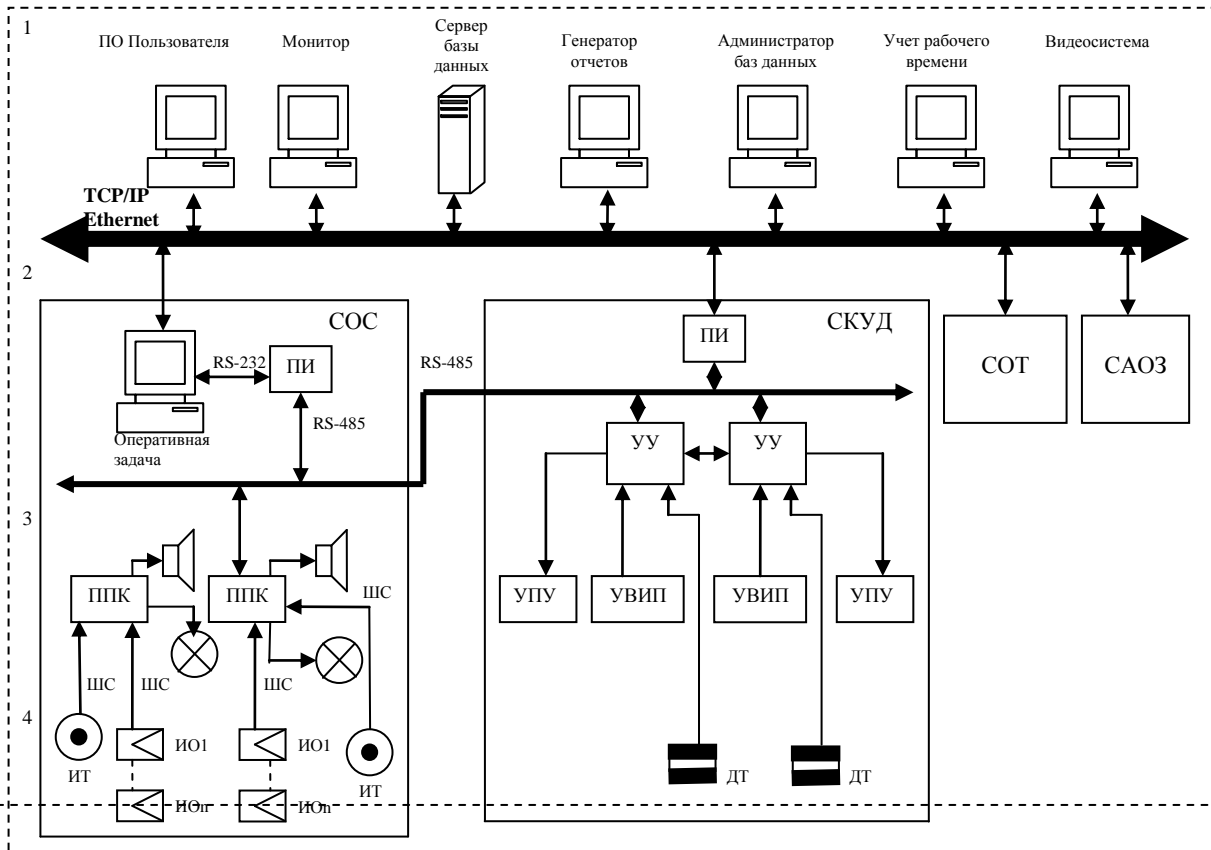 1
ПО Пользователя
Монитор
Сервер
базы
данных
Генератор
отчетов
Администратор
баз данных
Учет рабочего
времени
Видеосистема
TCP/IP
Ethernet
2
СОС
СКУД
ПИ
RS-232
ПИ
RS-485
СОТ
САОЗ
RS-485
Оперативная
задача
УУ
УУ
3
ППК
ППК
ШС
УПУ
УВИП
УВИП
УПУ
ШС
ШС
ШС
4
ИО1
ИО1
ИТ
ИТ
ДТ
ДТ
ИОn
ИОn